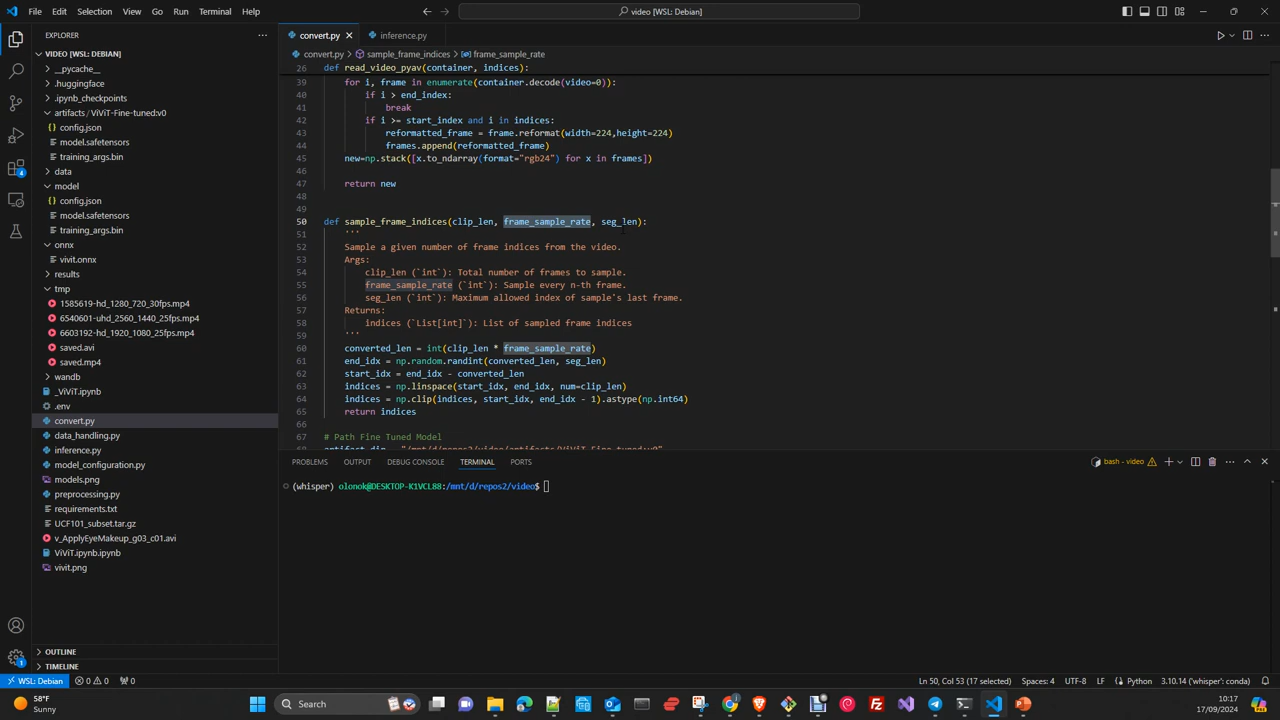 File Edit Selection View Go Run Terminal Help
video [WSL: Debian]
EXPLORER
VIDEO [WSL: DEBIAN]
__pycache__
.huggingface
.ipynb_checkpoints
artifacts/ViViT-Fine-tuned:v0
config.json
model.safetensors
training_args.bin
data
model
config.json
model.safetensors
training_args.bin
onnx
vivit.onnx
results
tmp
1585619-hd_1280_720_30fps.mp4
6540601-uhd_2560_1440_25fps.mp4
6603192-hd_1920_1080_25fps.mp4
saved.avi
saved.mp4
wandb
_ViViT.ipynb
.env
convert.py
data_handling.py
inference.py
model_configuration.py
models.png
preprocessing.py
requirements.txt
UCF101_subset.tar.gz
v_ApplyEyeMakeup_g03_c01.avi
ViViT.ipynb.ipynb
vivit.png
OUTLINE
TIMELINE
convert.py inference.py
convert.py > sample_frame_indices > frame_sample_rate
26 def read_video_pyav(container, indices):
39 for i, frame in enumerate(container.decode(video=0)):
40 if i > end_index:
41 break
42 if i >= start_index and i in indices:
43 reformatted_frame = frame.reformat(width=224,height=224)
44 frames.append(reformatted_frame)
45 new=np.stack([x.to_ndarray(format="rgb24") for x in frames])
46
47 return new
48
49
50 def sample_frame_indices(clip_len, frame_sample_rate, seg_len):
51 '''
52 Sample a given number of frame indices from the video.
53 Args:
54 clip_len (`int`): Total number of frames to sample.
55 frame_sample_rate (`int`): Sample every n-th frame.
56 seg_len (`int`): Maximum allowed index of sample's last frame.
57 Returns:
58 indices (`List[int]`): List of sampled frame indices
59 '''
60 converted_len = int(clip_len * frame_sample_rate)
61 end_idx = np.random.randint(converted_len, seg_len)
62 start_idx = end_idx - converted_len
63 indices = np.linspace(start_idx, end_idx, num=clip_len)
64 indices = np.clip(indices, start_idx, end_idx - 1).astype(np.int64)
65 return indices
66
67 # Path Fine Tuned Model
68 artifact_dir = "/mnt/d/repos2/video/artifacts/ViViT-Fine-tuned:v0"
PROBLEMS OUTPUT DEBUG CONSOLE TERMINAL PORTS
bash - video
(whisper) olonok@DESKTOP-K1VCL88:/mnt/d/repos2/video$
4
1
WSL: Debian 0 0 0
Ln 50, Col 53 (17 selected) Spaces: 4 UTF-8 LF Python 3.10.14 ('whisper': conda)
58°F
Sunny
Search
10:17
17/09/2024